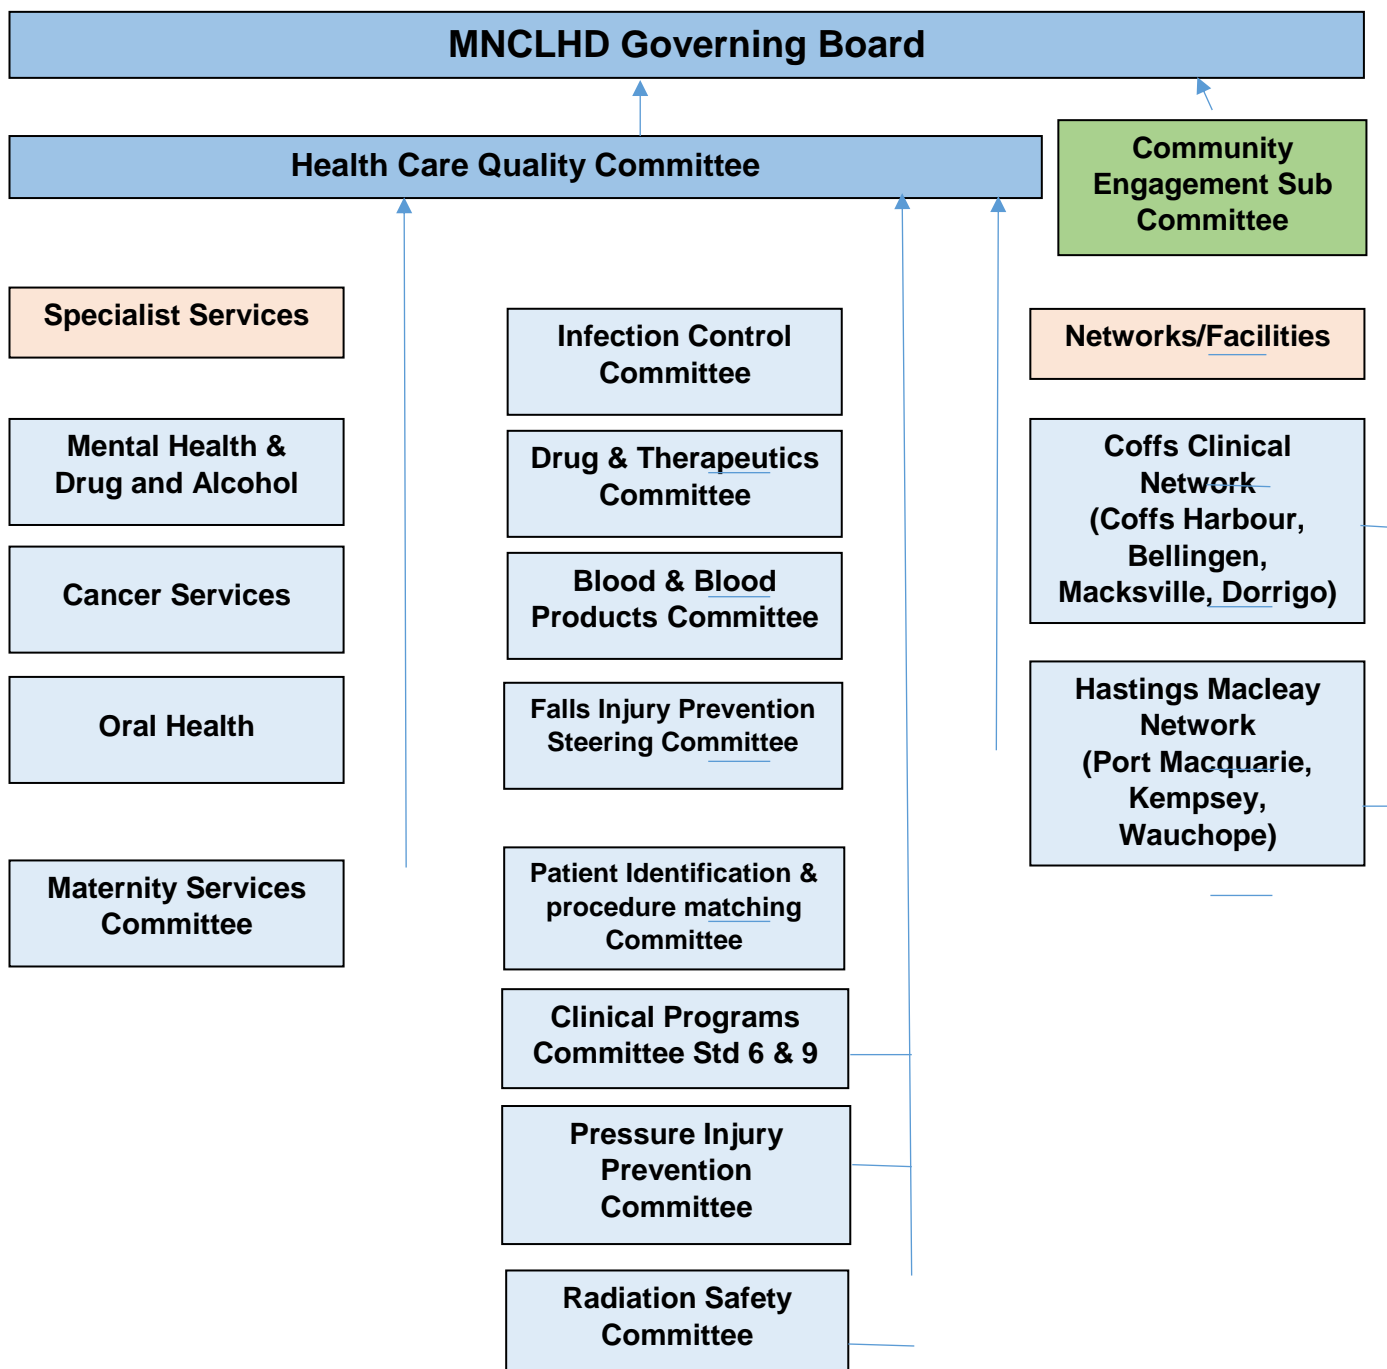 MNCLHD Governing Board
Health Care Quality Committee
Community
Engagement Sub
Committee
Specialist Services
Mental Health &
Drug and Alcohol
Cancer Services
Oral Health
Maternity Services
Committee
Infection Control
Committee
Drug & Therapeutics
Committee
Blood & Blood
Products Committee
Falls Injury Prevention
Steering Committee
Patient Identification &
procedure matching
Committee
Clinical Programs
Committee Std 6 & 9
Pressure Injury
Prevention
Committee
Radiation Safety
Committee
Networks/Facilities
Coffs Clinical
Network
(Coffs Harbour,
Bellingen,
Macksville, Dorrigo)
Hastings Macleay
Network
(Port Macquarie,
Kempsey,
Wauchope)